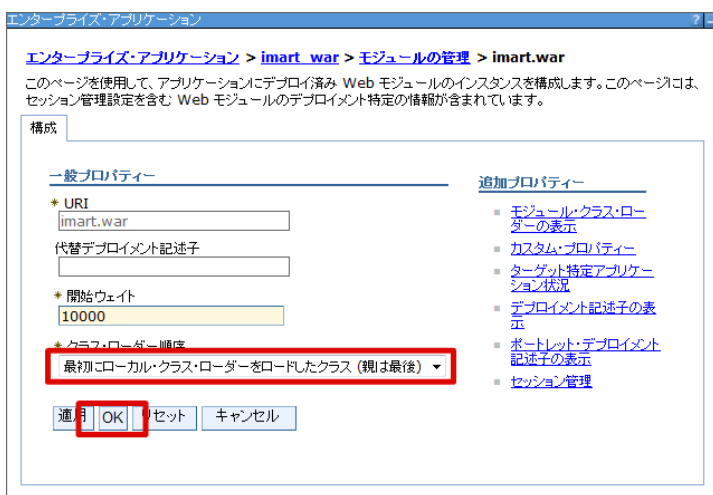 エンタープライズ・アプリケーション ? -
エンタープライズ・アプリケーション > imart_war > モジュールの管理 > imart.war
このページを使用して、アプリケーションにデプロイ済み Web モジュールのインスタンスを構成します。このページには、
セッション管理設定を含む Web モジュールのデプロイメント特定の情報が含まれています。
構成
一般プロパティー
* URI
imart.war
代替デプロイメント記述子
* 開始ウェイト
10000
* クラス・ローダー順序
最初にローカル・クラス・ローダーをロードしたクラス (親は最後)
適用 OK リセット キャンセル
追加プロパティー
モジュール・クラス・ロー
ダーの表示
カスタム・プロパティー
ターゲット特定アプリケー
ション状況
デプロイメント記述子の表
示
ポートレット・デプロイメント
記述子の表示
セッション管理